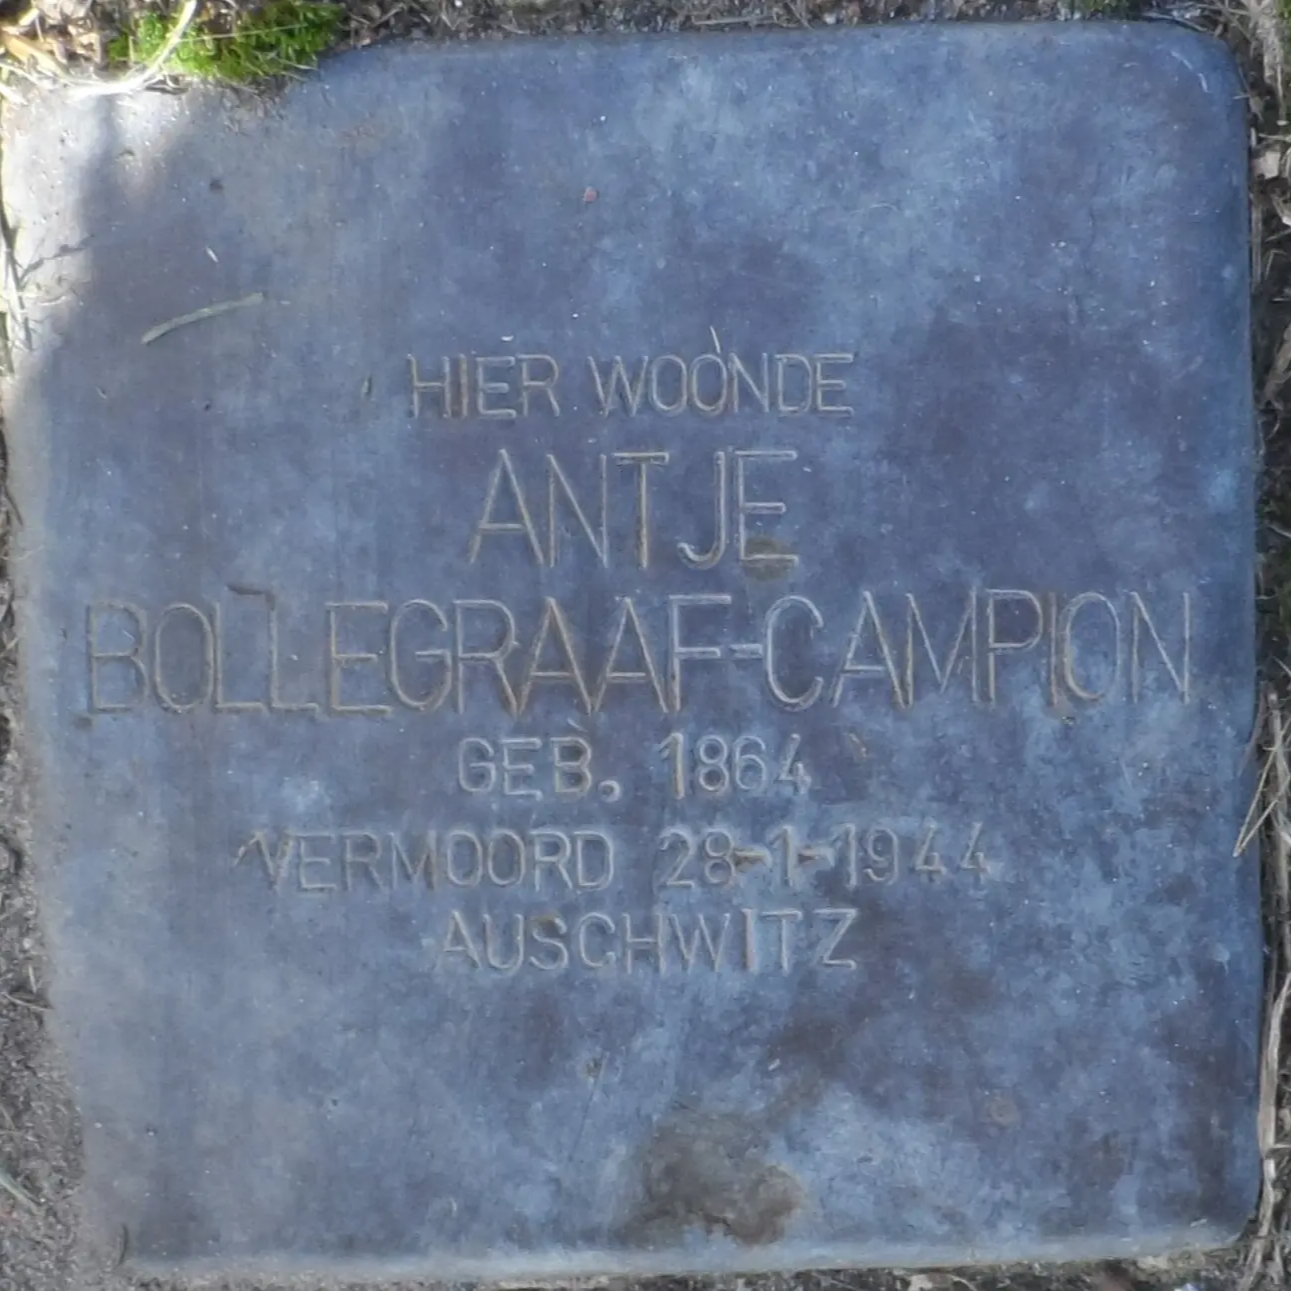 HIER WOONDE
ANTJE
BOLLEGRAAF-CAMPION
GEB. 1864
VERMOORD 28-1-1944
AUSCHWITZ